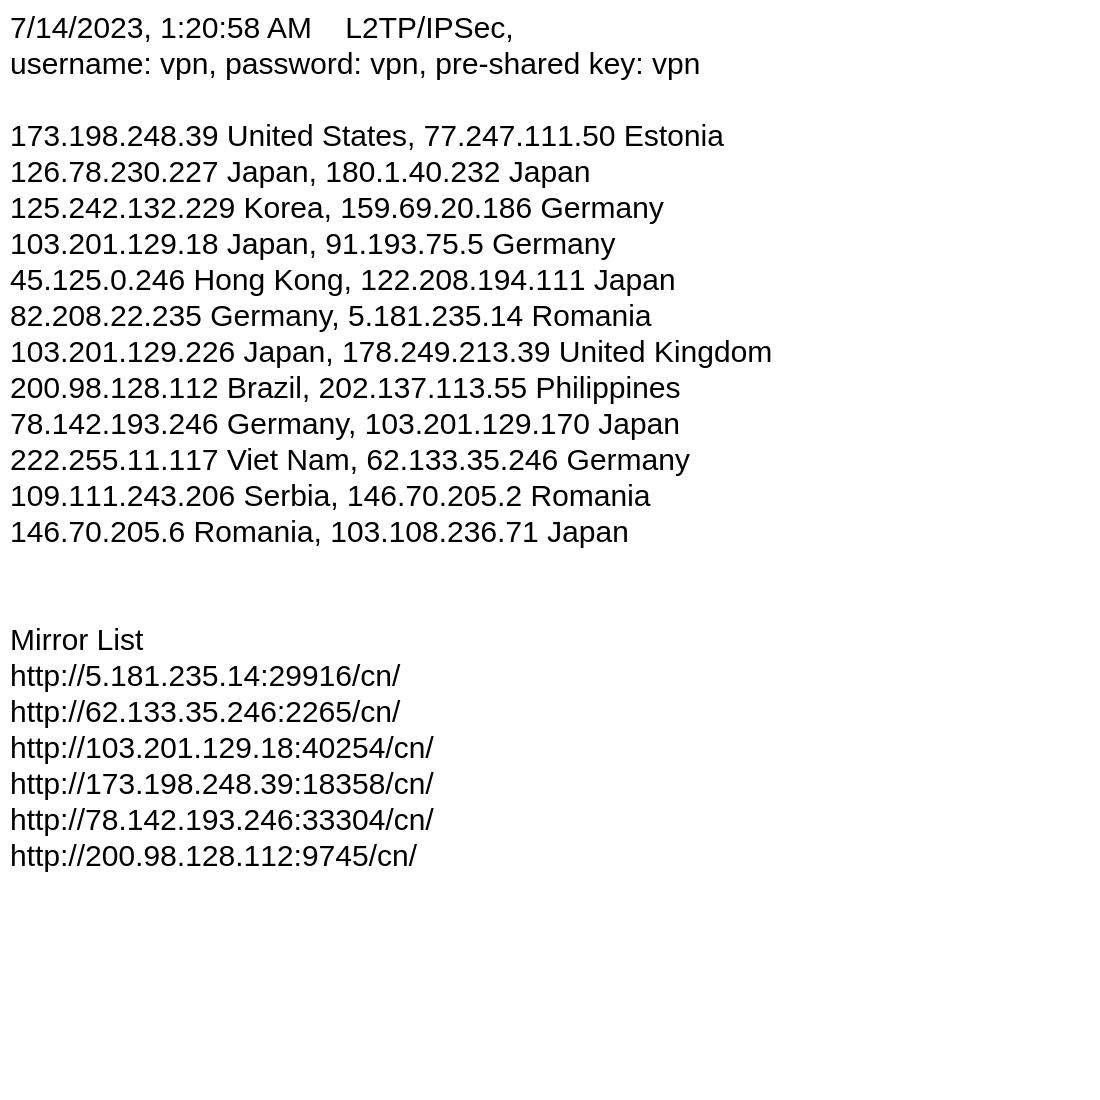 7/14/2023, 1:20:58 AM    L2TP/IPSec,
username: vpn, password: vpn, pre-shared key: vpn
173.198.248.39 United States, 77.247.111.50 Estonia
126.78.230.227 Japan, 180.1.40.232 Japan
125.242.132.229 Korea, 159.69.20.186 Germany
103.201.129.18 Japan, 91.193.75.5 Germany
45.125.0.246 Hong Kong, 122.208.194.111 Japan
82.208.22.235 Germany, 5.181.235.14 Romania
103.201.129.226 Japan, 178.249.213.39 United Kingdom
200.98.128.112 Brazil, 202.137.113.55 Philippines
78.142.193.246 Germany, 103.201.129.170 Japan
222.255.11.117 Viet Nam, 62.133.35.246 Germany
109.111.243.206 Serbia, 146.70.205.2 Romania
146.70.205.6 Romania, 103.108.236.71 Japan
Mirror List
http://5.181.235.14:29916/cn/
http://62.133.35.246:2265/cn/
http://103.201.129.18:40254/cn/
http://173.198.248.39:18358/cn/
http://78.142.193.246:33304/cn/
http://200.98.128.112:9745/cn/